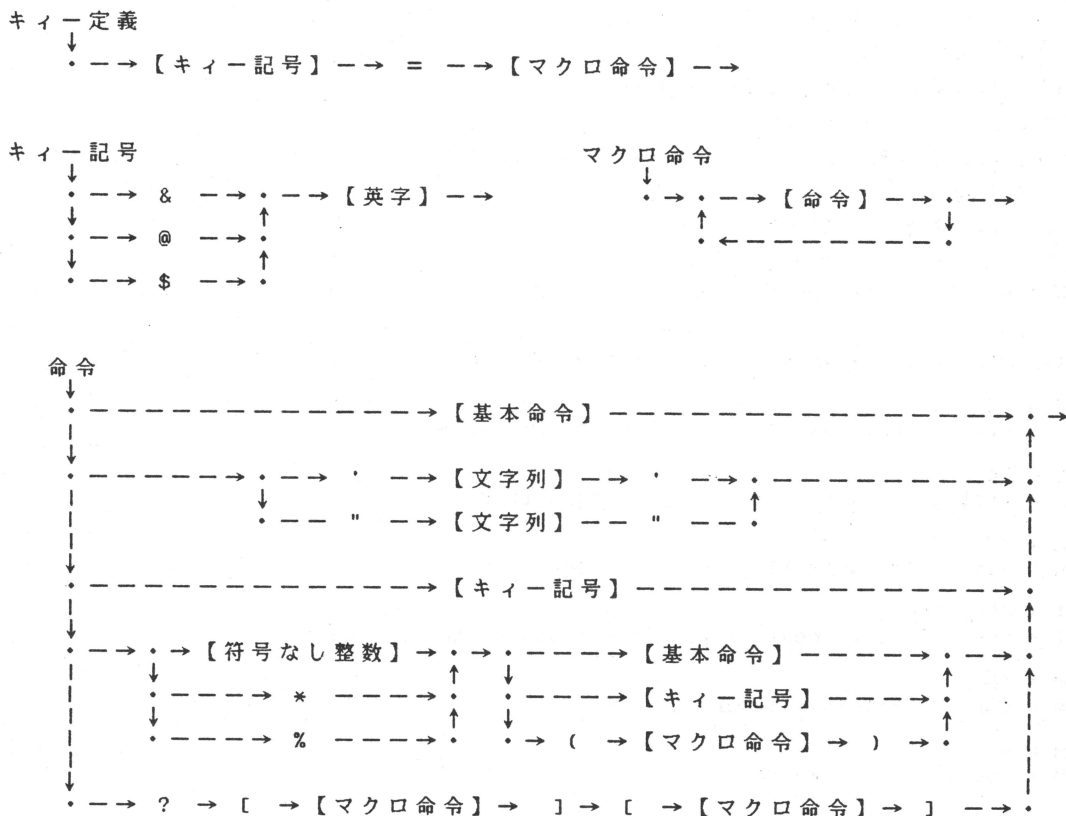 キィー定義
【キィー記号】 = 【マクロ命令】
キィー記号 マクロ命令
& 【英字】 【命令】
@
$
命令
【基本命令】
' 【文字列】 '
" 【文字列】 "
【キィー記号】
【符号なし整数】 【基本命令】
* 【キィー記号】
% ( 【マクロ命令】 )
? [ 【マクロ命令】 ] [ 【マクロ命令】 ]